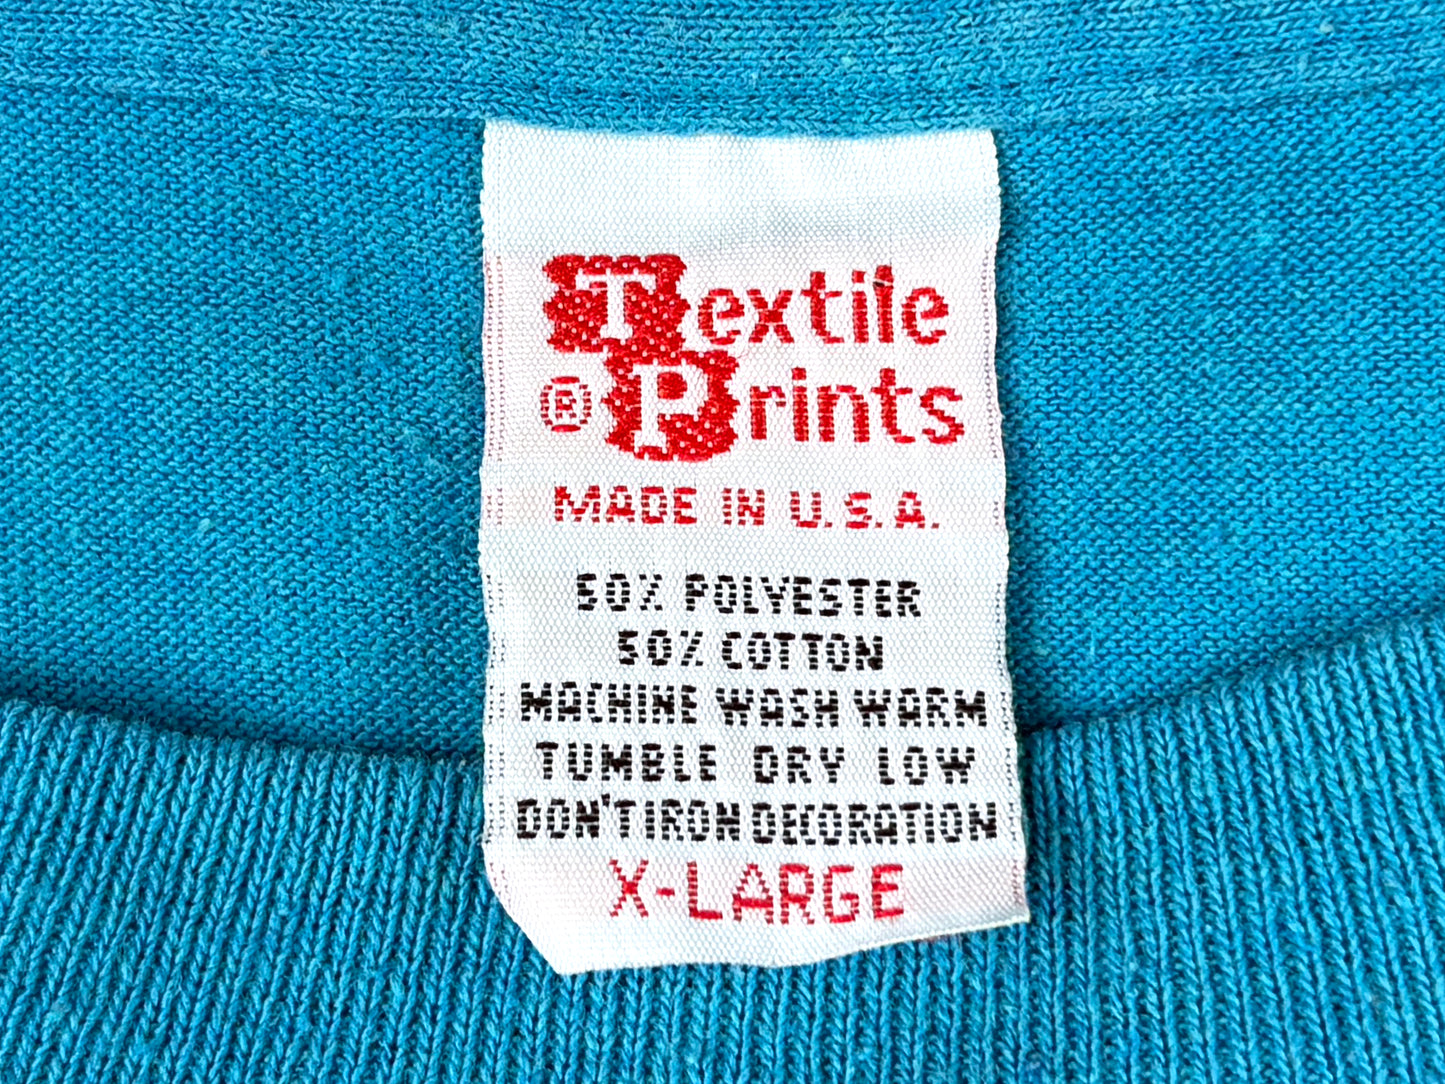 Textile
® Prints
MADE IN U.S.A.
50% POLYESTER
50% COTTON
MACHINE WASH WARM
TUMBLE DRY LOW
DON'T IRON DECORATION
X-LARGE